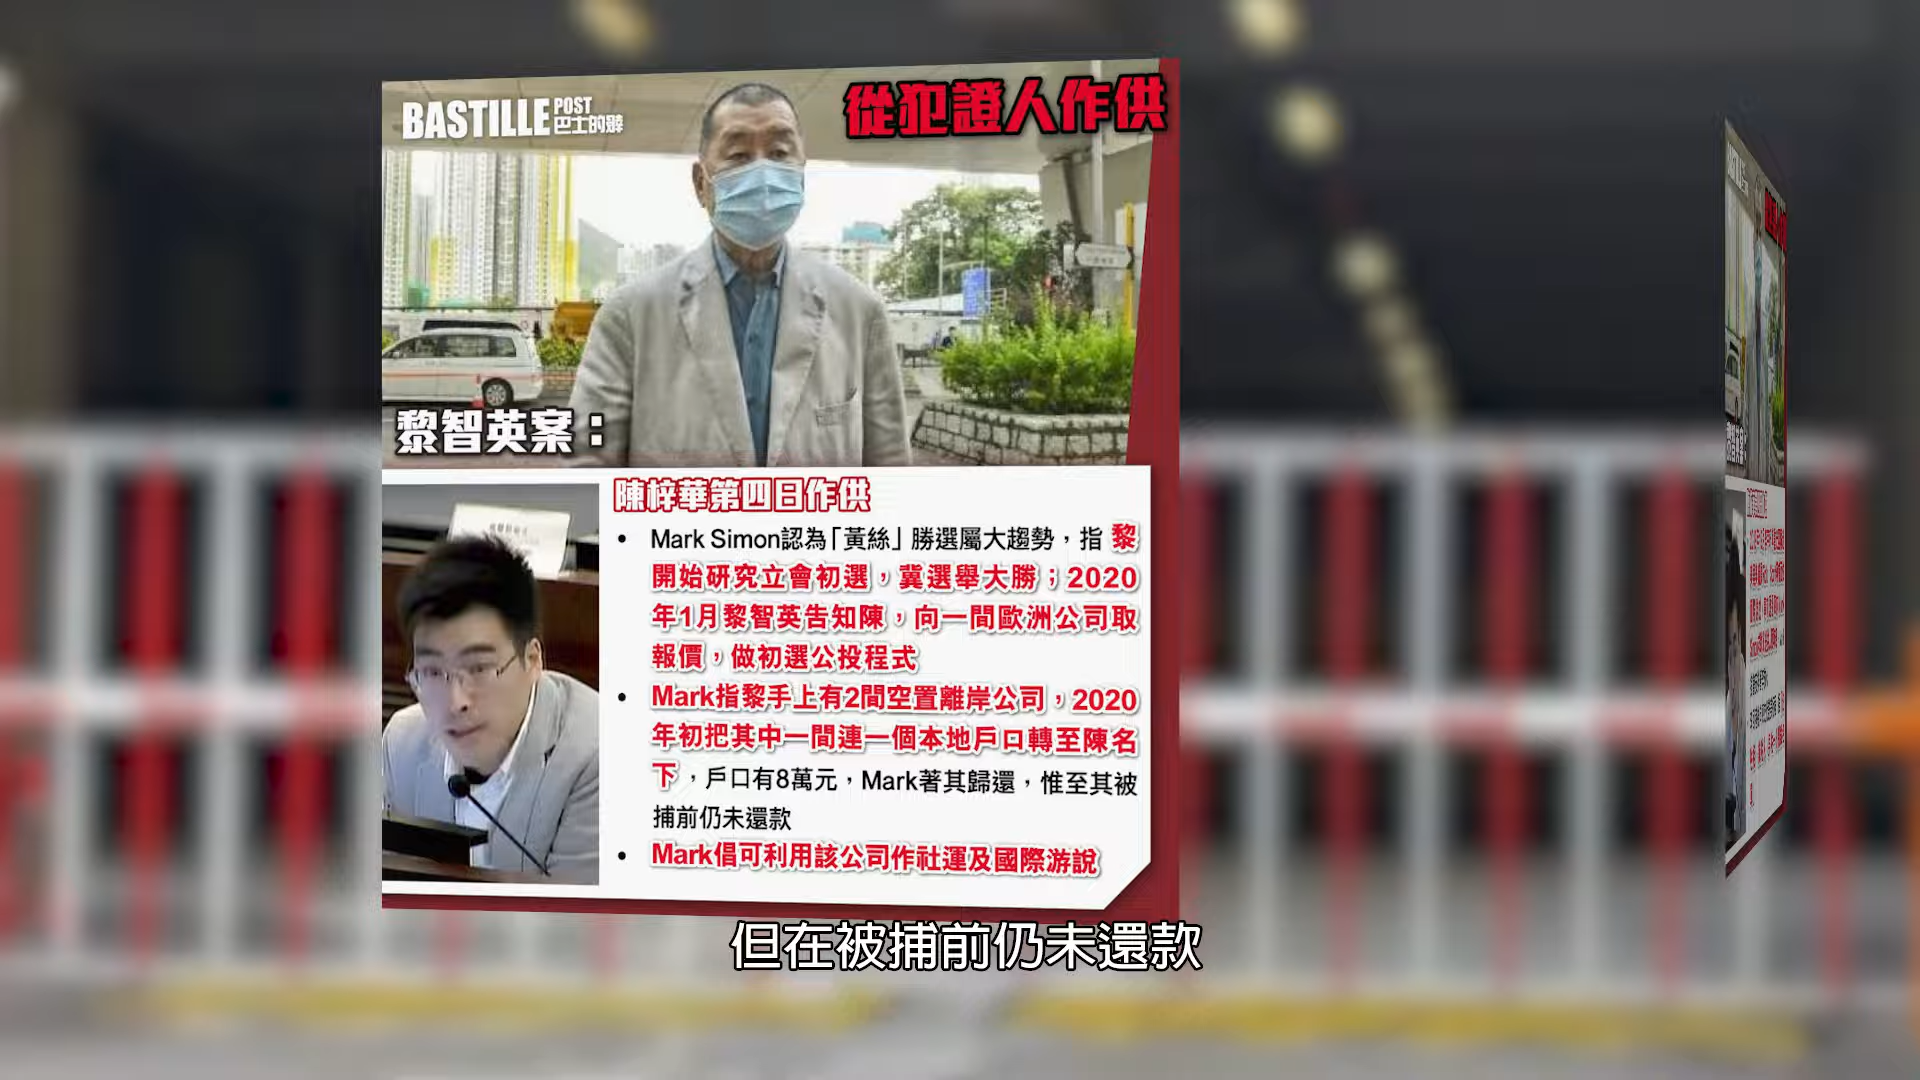 BASTILLE POST
巴士的報
從犯證人作供
黎智英案：
陳梓華第四日作供
• Mark Simon認為「黃絲」勝選屬大趨勢，指黎
開始研究立會初選，冀選舉大勝；2020
年1月黎智英告知陳，向一間歐洲公司取
報價，做初選公投程式
• Mark指黎手上有2間空置離岸公司，2020
年初把其中一間連一個本地戶口轉至陳名
下，戶口有8萬元，Mark著其歸還，惟至其被
捕前仍未還款
• Mark倡可利用該公司作社運及國際游說
但在被捕前仍未還款